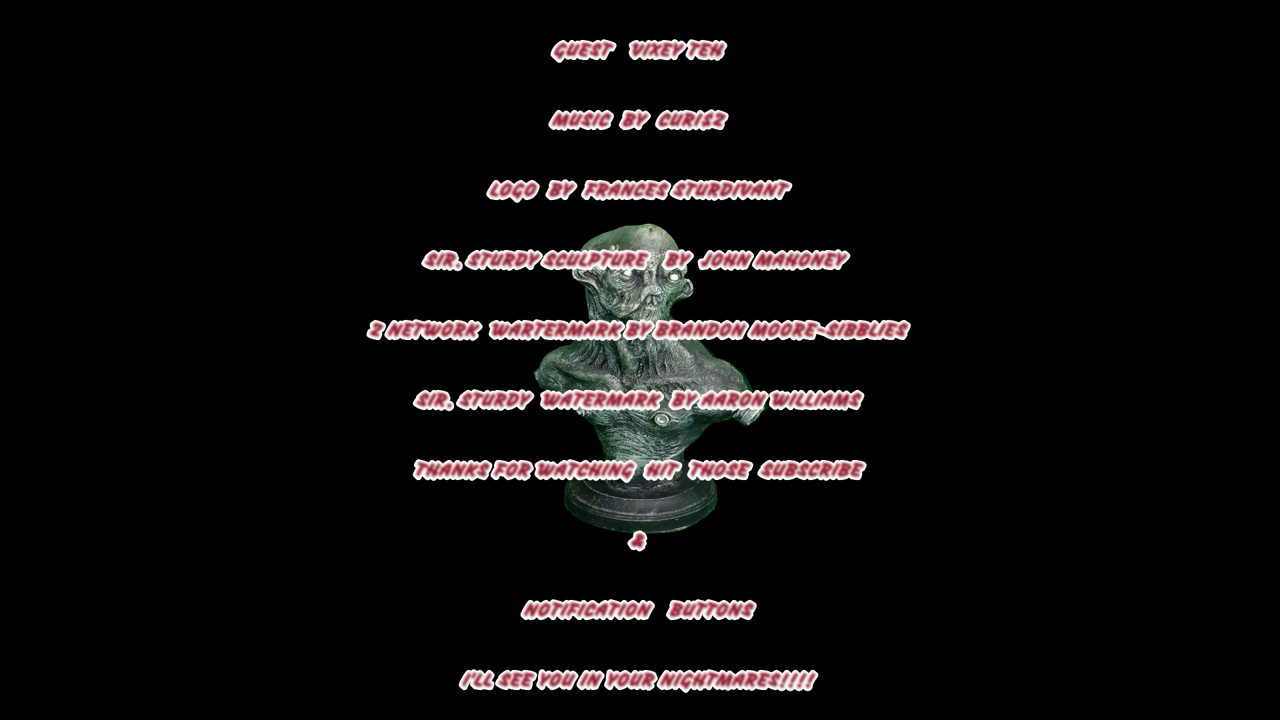 GUEST VIXEY TEH
MUSIC BY CURISZ
LOGO BY FRANCES STURDIVANT
SIR. STURDY SCULPTURE BY JOHN MAHONEY
Z NETWORK WARTERMARK BY BRANDON MOORE-SIBBLIES
SIR. STURDY WATERMARK BY AARON WILLIAMS
THANKS FOR WATCHING HIT THOSE SUBSCRIBE
&
NOTIFICATION BUTTONS
I'LL SEE YOU IN YOUR NIGHTMARES!!!!